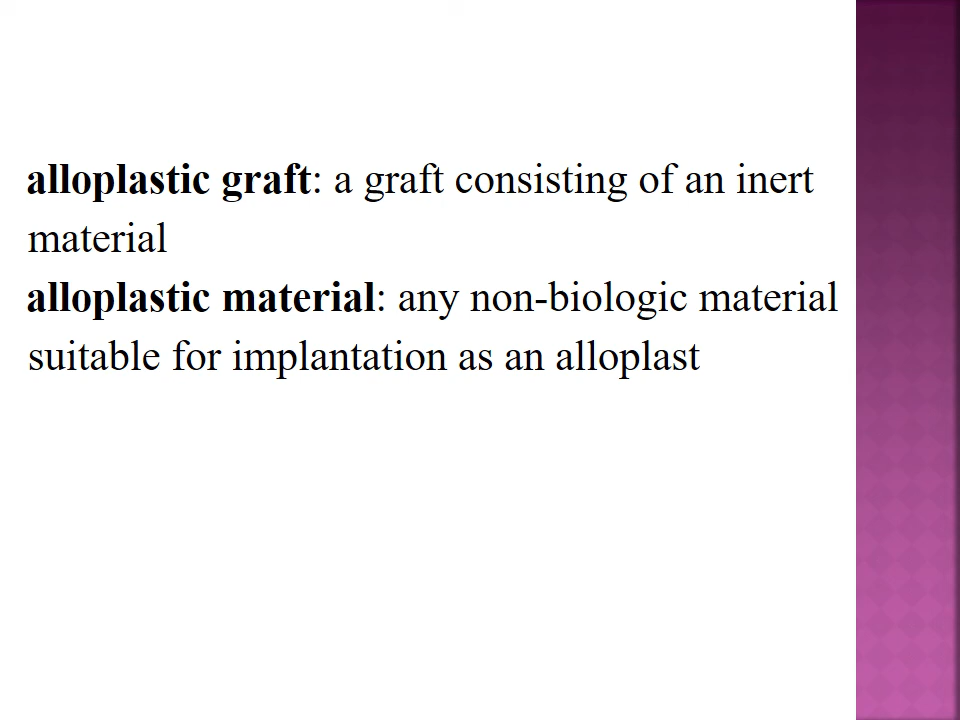 alloplastic graft: a graft consisting of an inert
material
alloplastic material: any non-biologic material
suitable for implantation as an alloplast